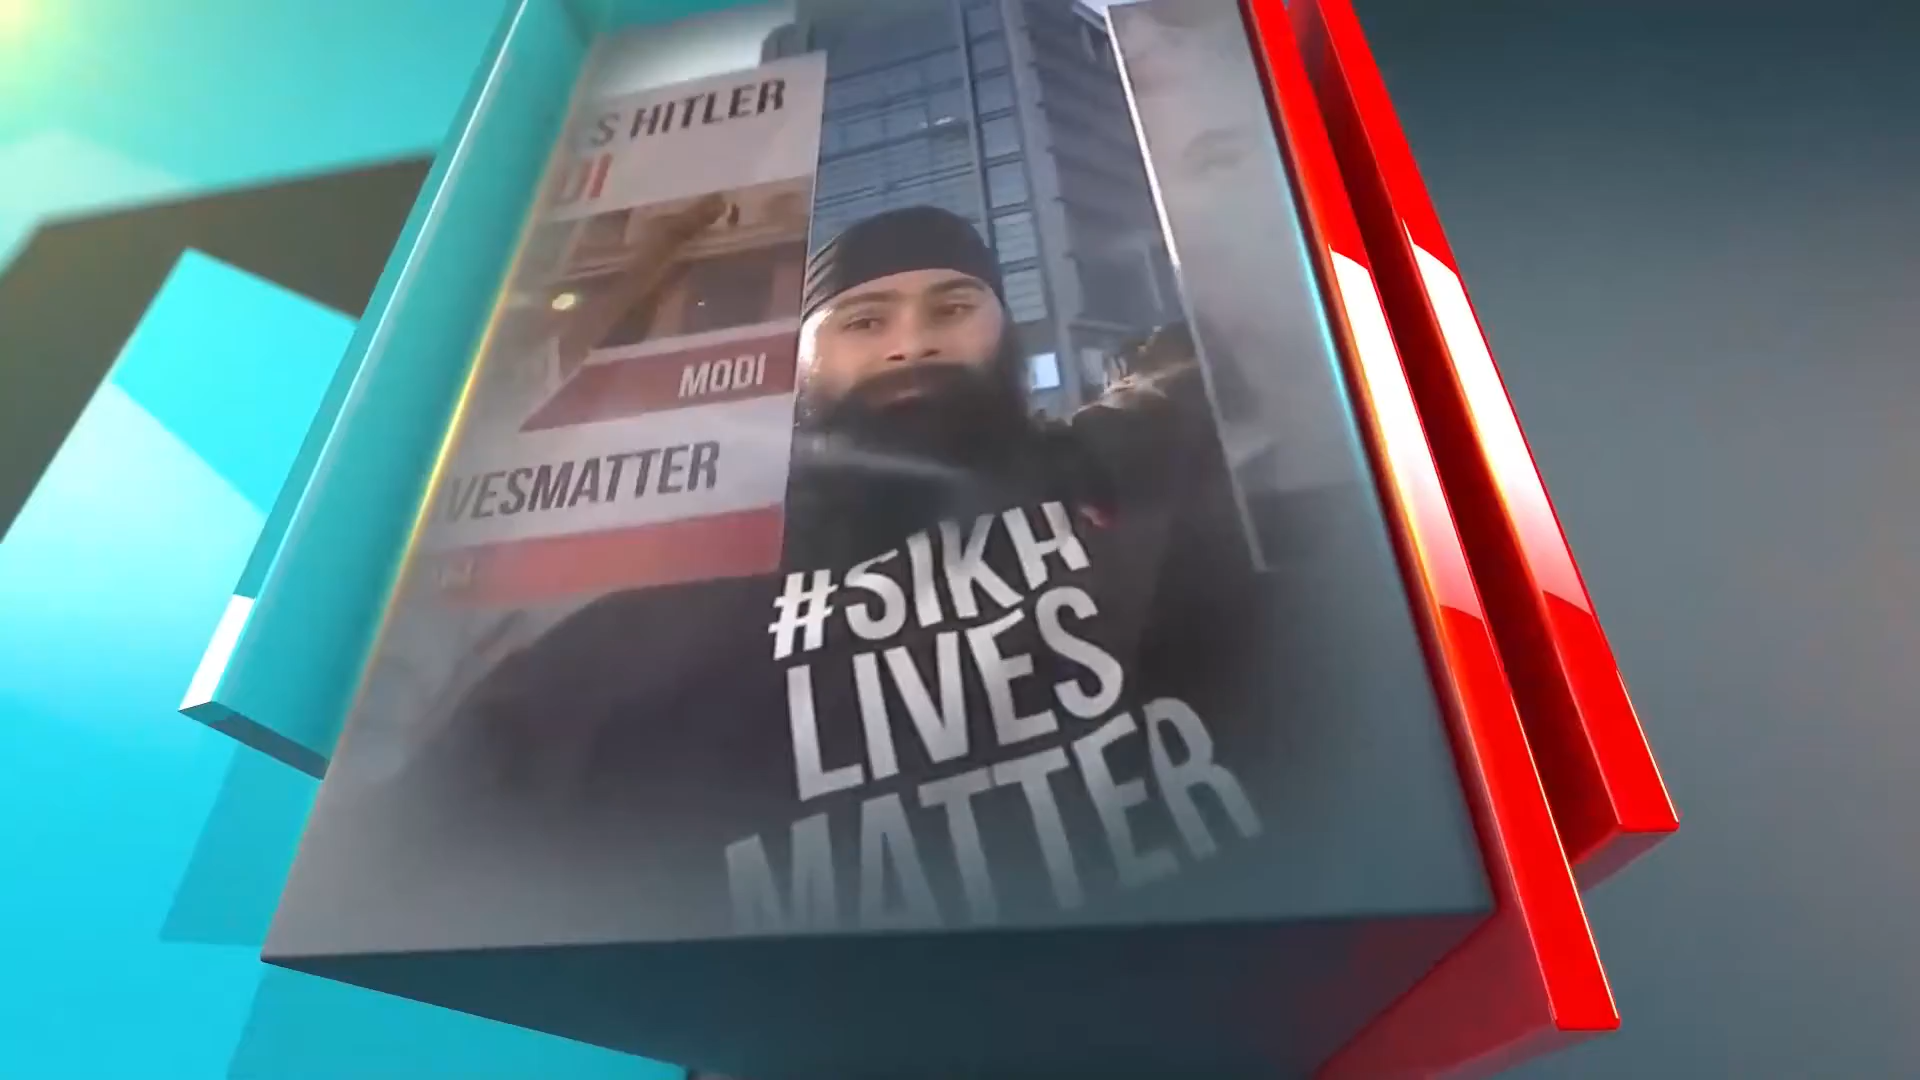 S HITLER
DI
MODI
VESMATTER
#SIKH
LIVES
MATTER